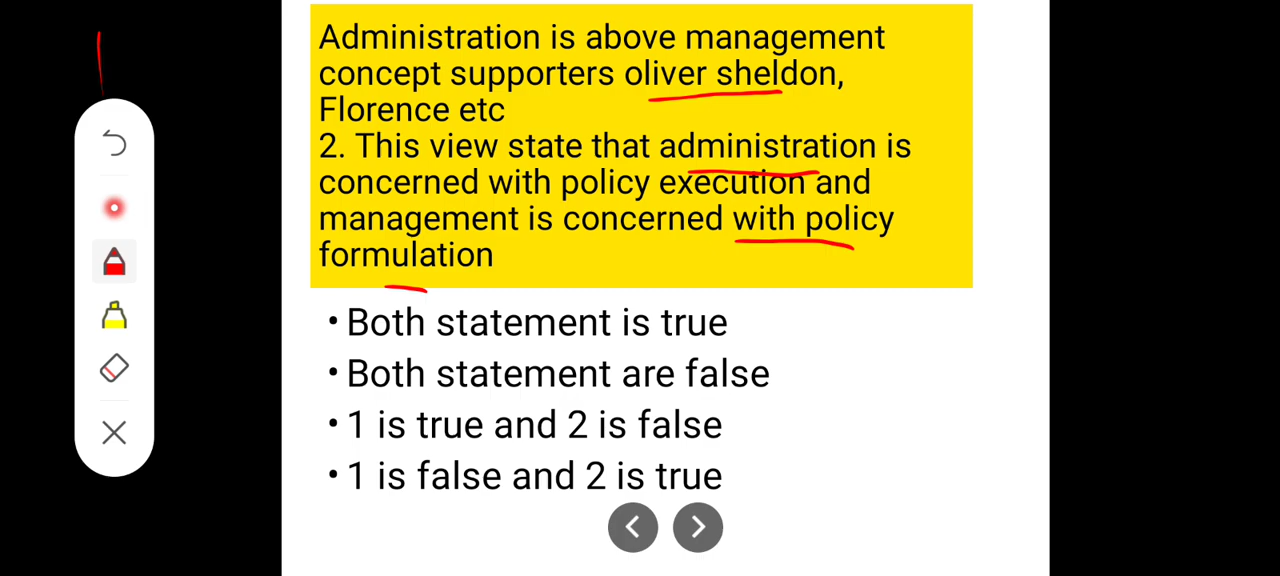 Administration is above management
concept supporters oliver sheldon,
Florence etc
2. This view state that administration is
concerned with policy execution and
management is concerned with policy
formulation
• Both statement is true
• Both statement are false
• 1 is true and 2 is false
• 1 is false and 2 is true